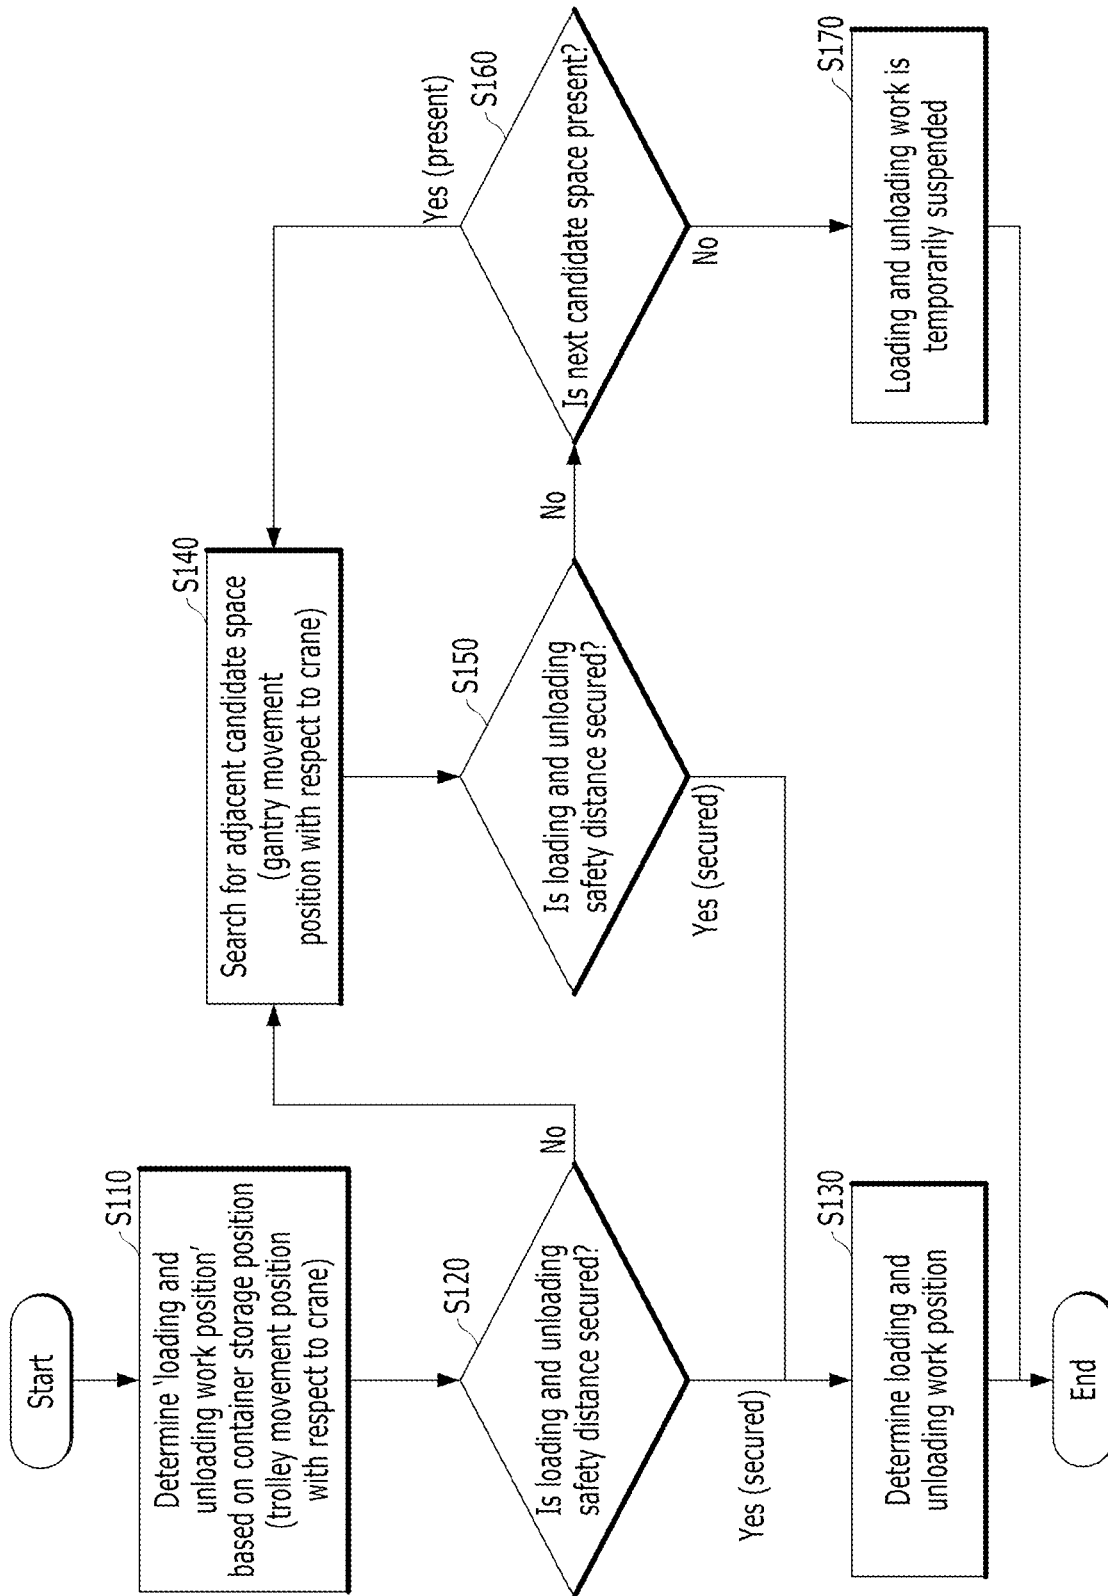 Start
S110
Determine ‘loading and
unloading work position’
based on container storage position
(trolley movement position
with respect to crane)
S120
Is loading and unloading
safety distance secured?
No
Yes (secured)
S130
Determine loading and
unloading work position
End
S140
Search for adjacent candidate space
(gantry movement
position with respect to crane)
S150
Is loading and unloading
safety distance secured?
No
Yes (secured)
S160
Is next candidate space present?
Yes (present)
No
S170
Loading and unloading work is
temporarily suspended